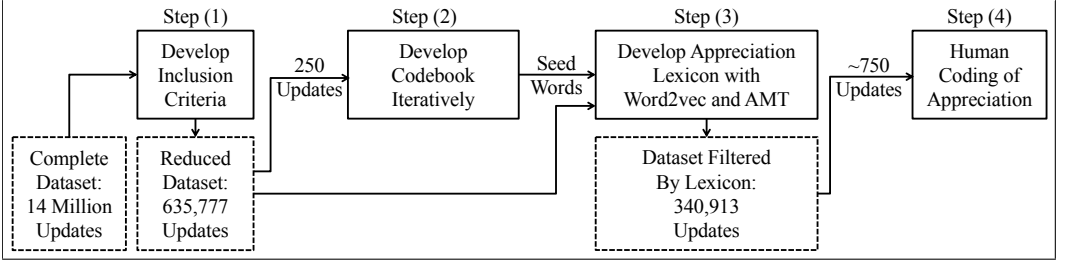 Step (1)
Develop
Inclusion
Criteria
Complete
Dataset:
14 Million
Updates
Reduced
Dataset:
635,777
Updates
250
Updates
Step (2)
Develop
Codebook
Iteratively
Seed
Words
Step (3)
Develop Appreciation
Lexicon with
Word2vec and AMT
Dataset Filtered
By Lexicon:
340,913
Updates
~750
Updates
Step (4)
Human
Coding of
Appreciation